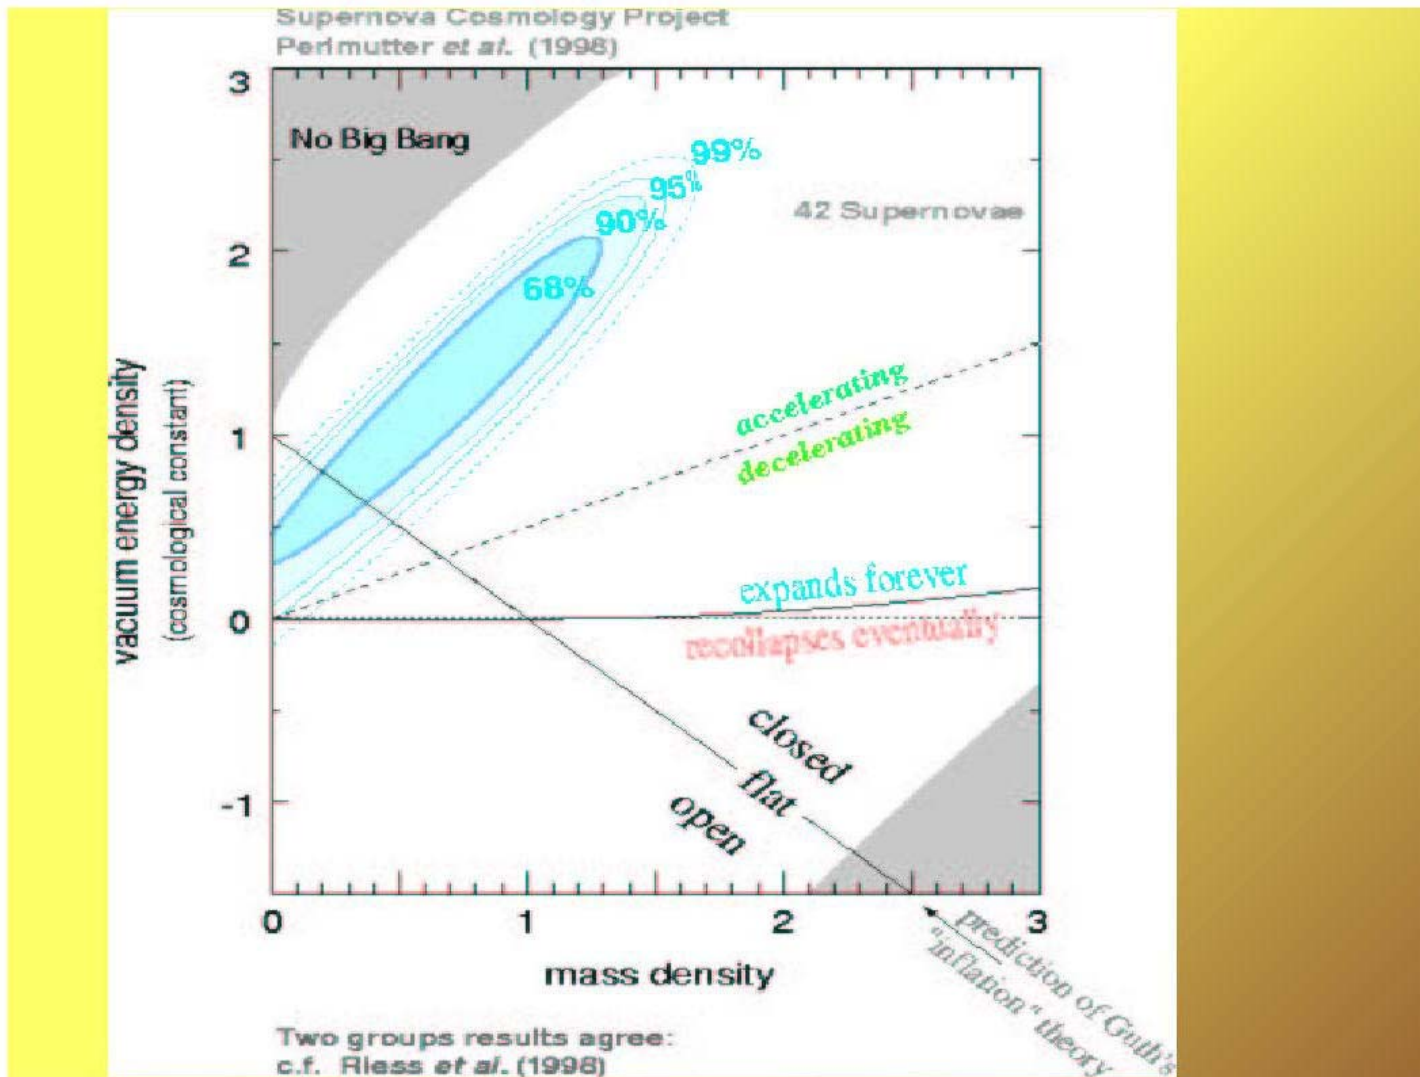 Supernova Cosmology Project
Perlmutter et al. (1998)
3
No Big Bang
99%
95%
42 Supernovae
90%
2
68%
vacuum energy density
(cosmological constant)
accelerating
decelerating
1
expands forever
0
recollapses eventually
closed
flat
open
-1
0
1
2
3
mass density
prediction of Guth's
"inflation" theory
Two groups results agree:
c.f. Riess et al. (1998)